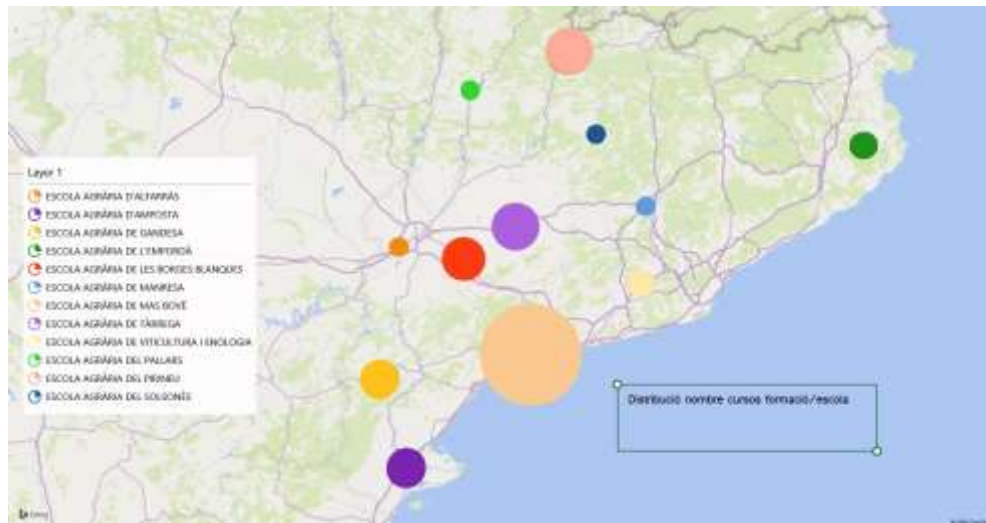 Layer 1
ESCOLA AGRÀRIA D'ALFARRÀS
ESCOLA AGRÀRIA D'AMPOSTA
ESCOLA AGRÀRIA DE GANDESA
ESCOLA AGRÀRIA DE L'EMPORDÀ
ESCOLA AGRÀRIA DE LES BORGES BLANQUES
ESCOLA AGRÀRIA DE MANRESA
ESCOLA AGRÀRIA DE MAS BOVÉ
ESCOLA AGRÀRIA DE TÀRREGA
ESCOLA AGRÀRIA DE VITICULTURA I ENOLOGIA
ESCOLA AGRÀRIA DEL PALLARS
ESCOLA AGRÀRIA DEL PIRINEU
ESCOLA AGRÀRIA DEL SOLSONÈS
Distribució nombre cursos formació/escola